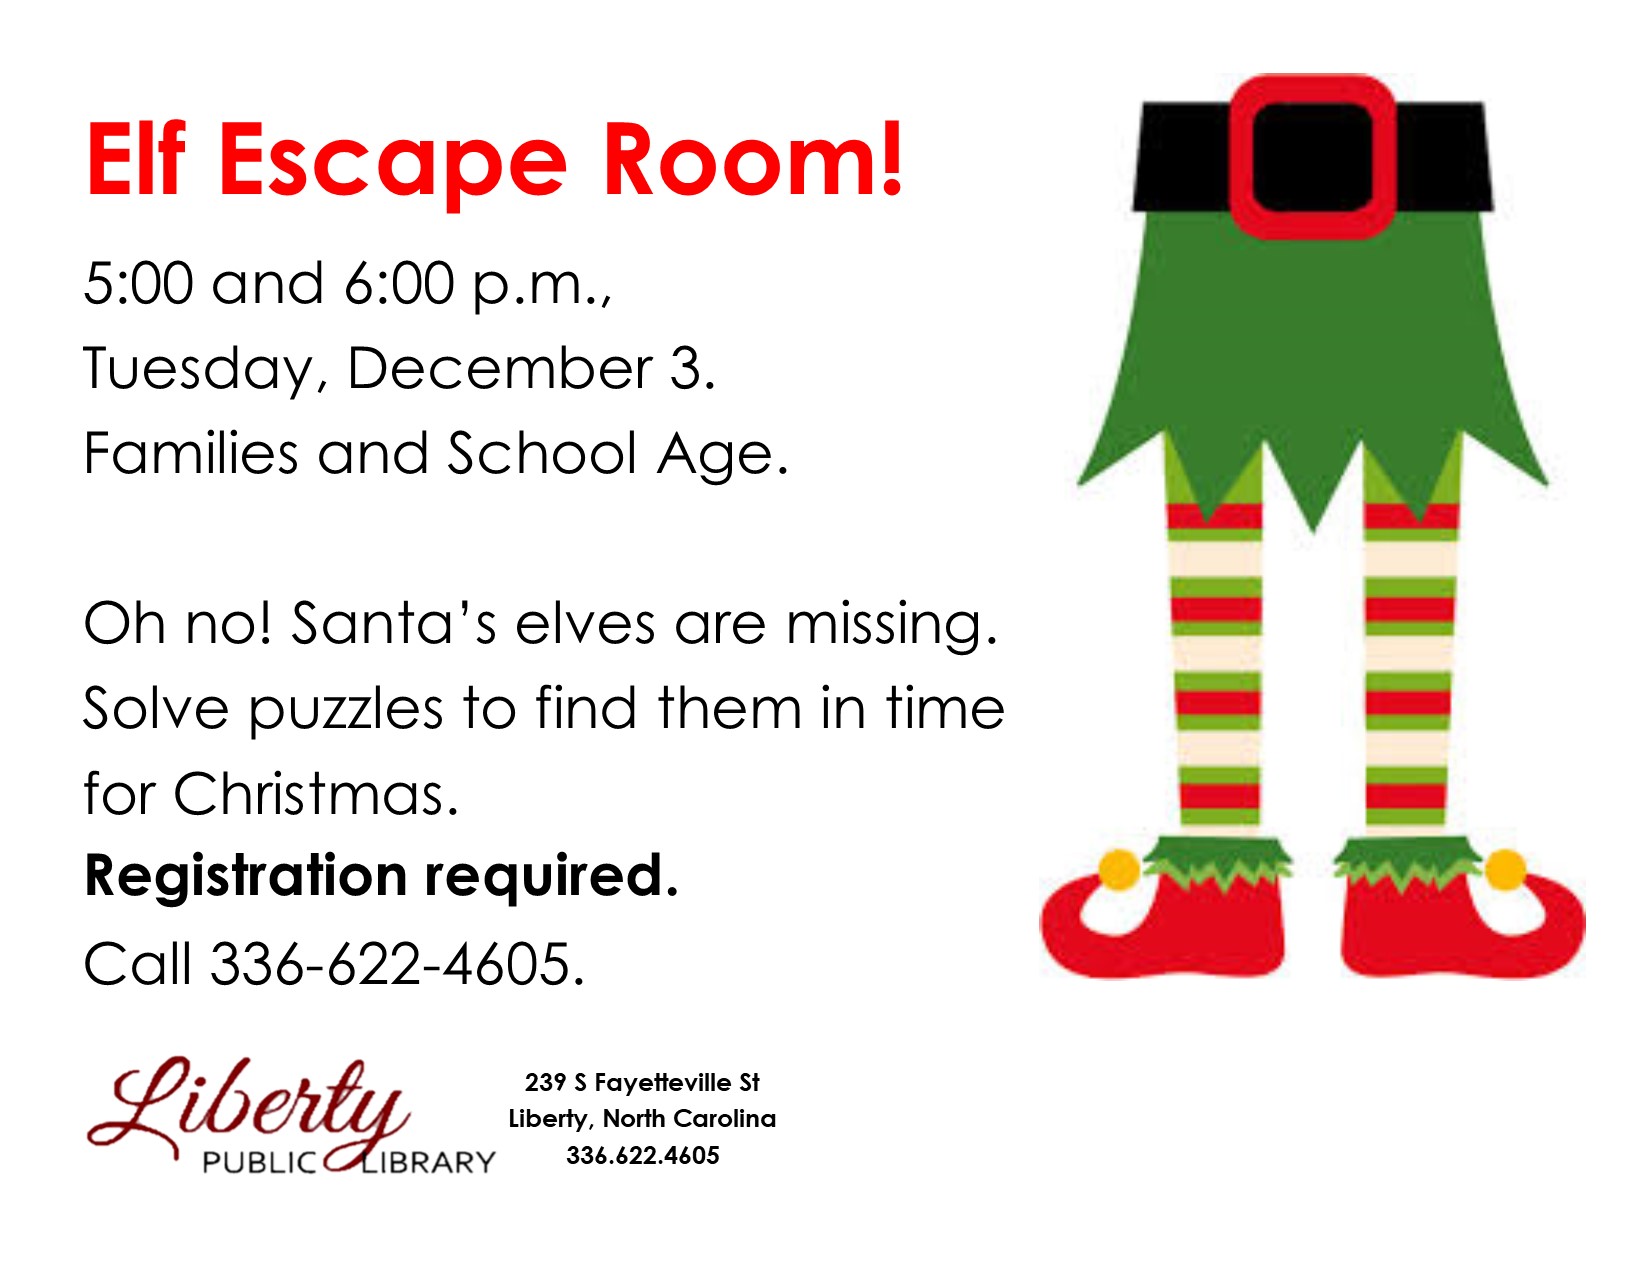 Elf Escape Room!
5:00 and 6:00 p.m.,
Tuesday, December 3.
Families and School Age.
Oh no! Santa’s elves are missing.
Solve puzzles to find them in time
for Christmas.
Registration required.
Call 336-622-4605.
Liberty
PUBLIC LIBRARY
239 S Fayetteville St
Liberty, North Carolina
336.622.4605